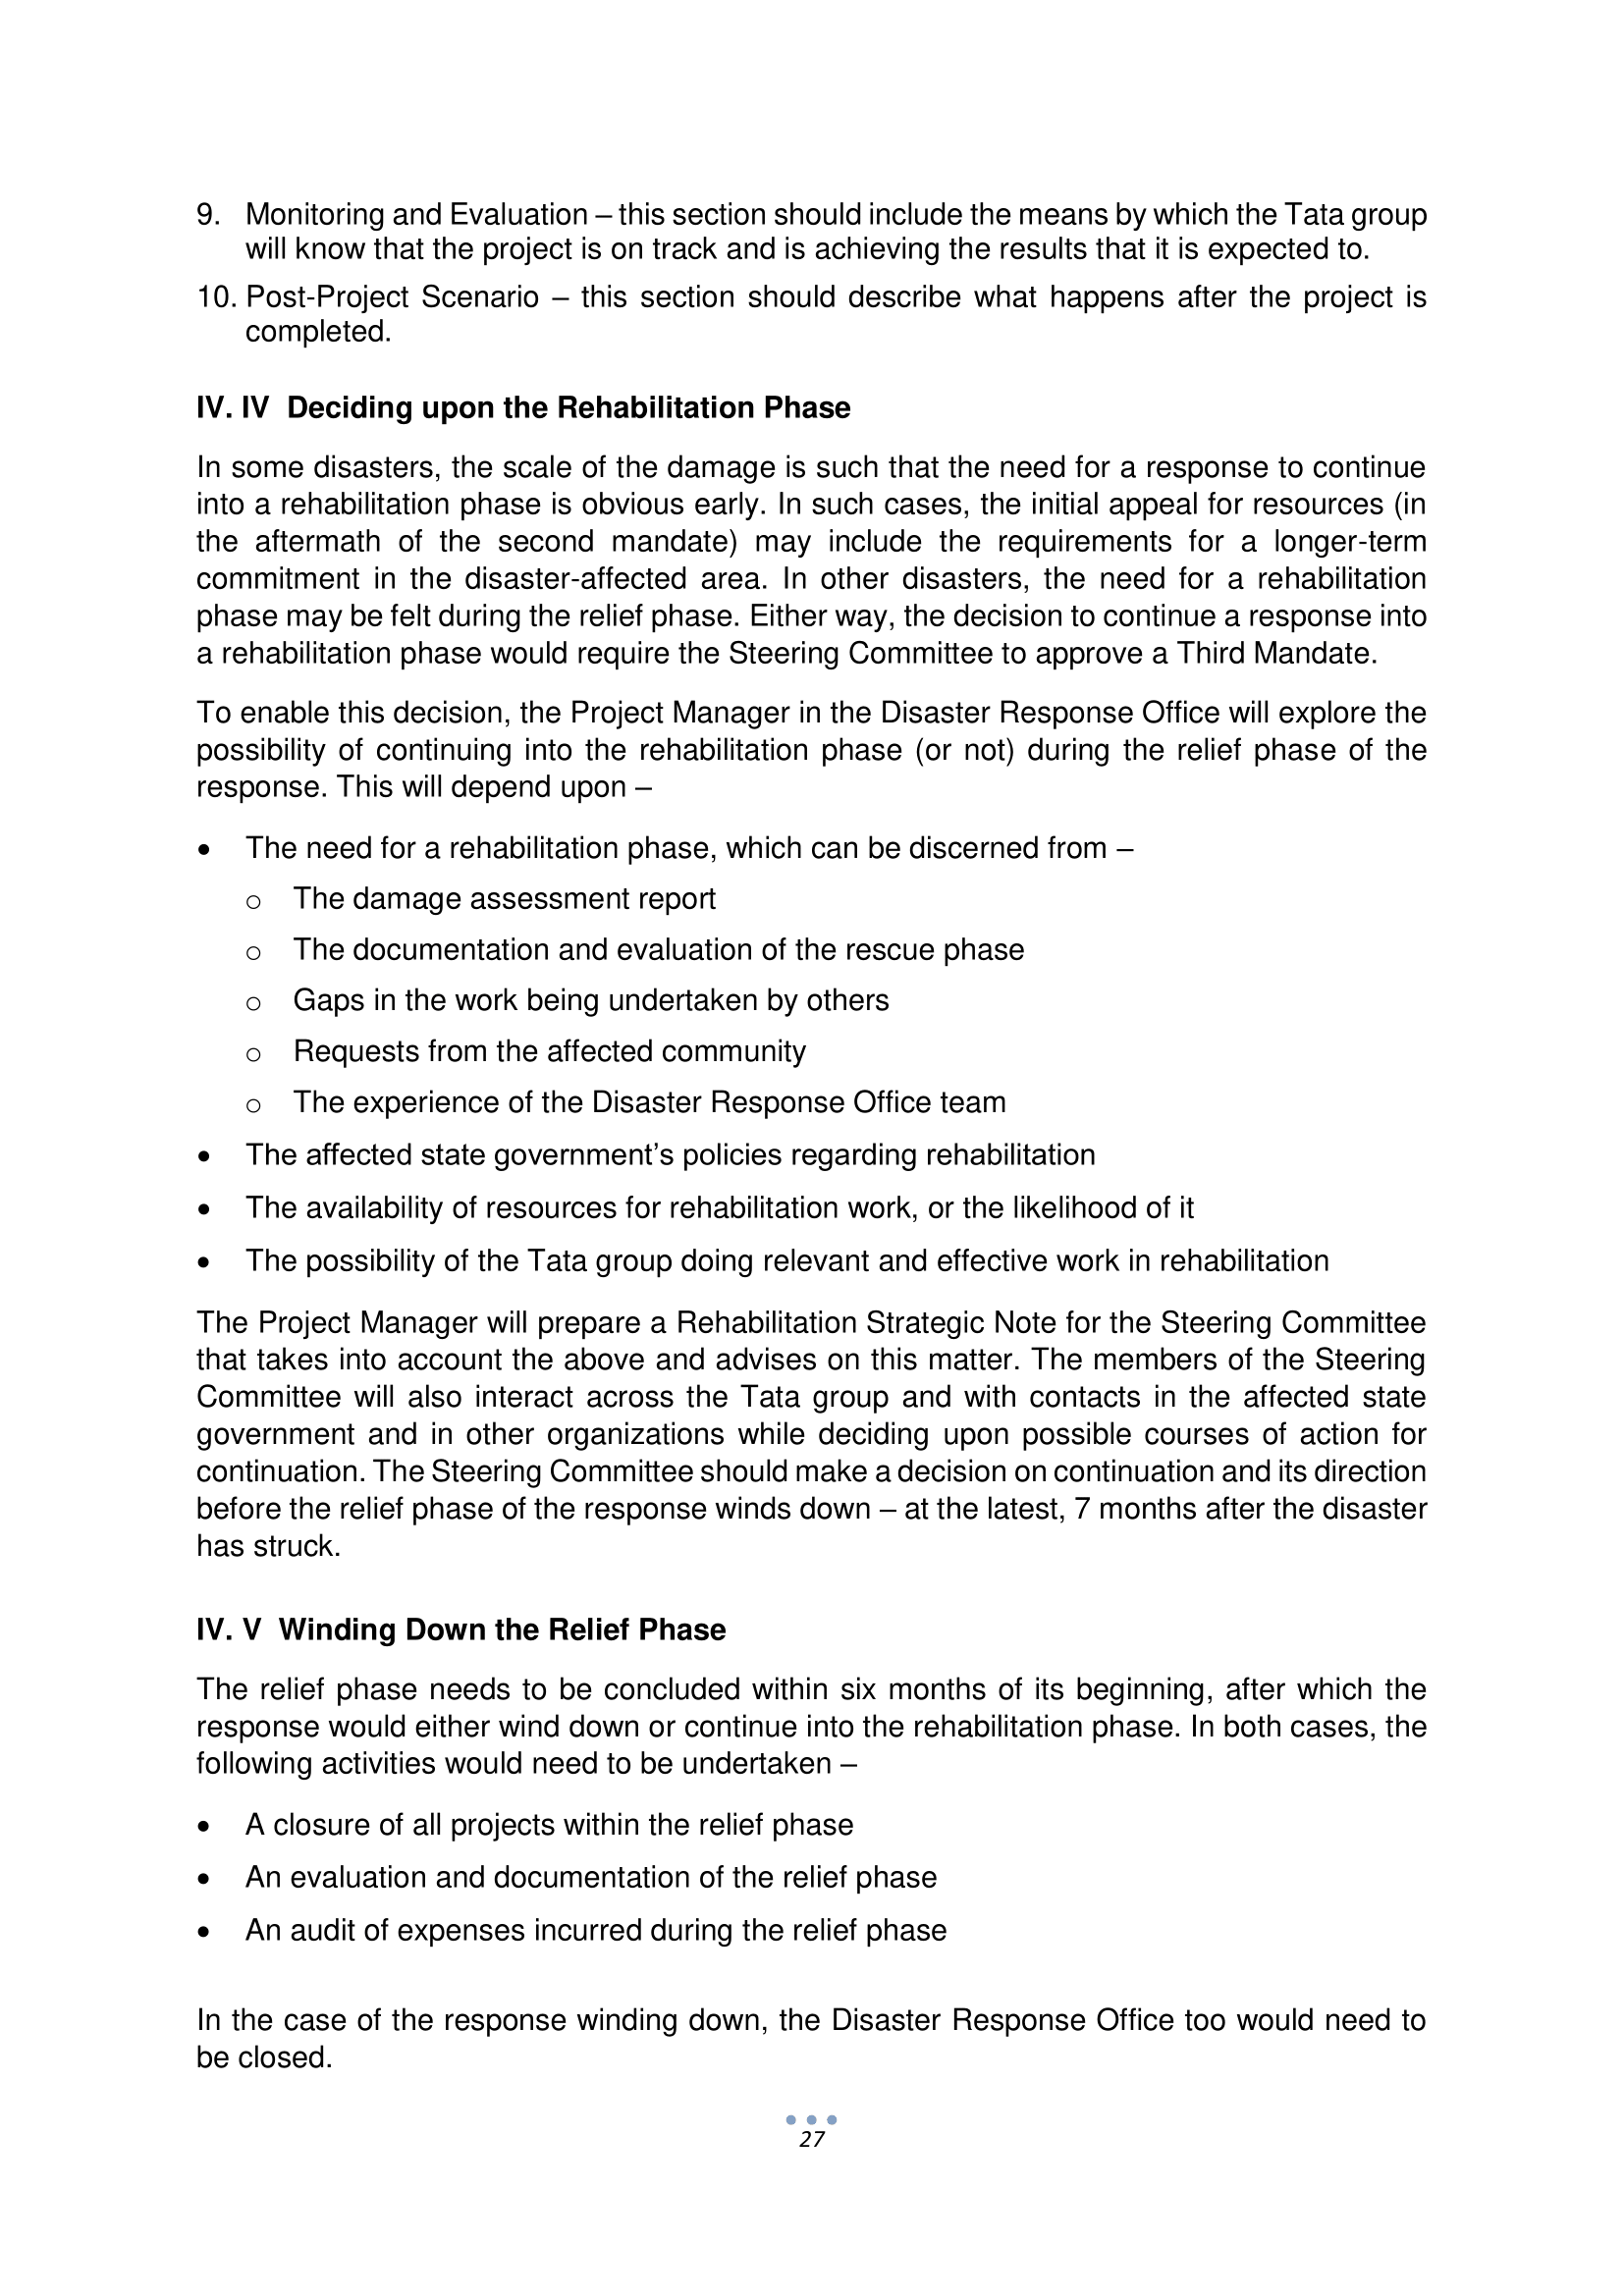 9. Monitoring and Evaluation – this section should include the means by which the Tata group
will know that the project is on track and is achieving the results that it is expected to.
10. Post-Project Scenario – this section should describe what happens after the project is
completed.
IV. IV Deciding upon the Rehabilitation Phase
In some disasters, the scale of the damage is such that the need for a response to continue
into a rehabilitation phase is obvious early. In such cases, the initial appeal for resources (in
the aftermath of the second mandate) may include the requirements for a longer-term
commitment in the disaster-affected area. In other disasters, the need for a rehabilitation
phase may be felt during the relief phase. Either way, the decision to continue a response into
a rehabilitation phase would require the Steering Committee to approve a Third Mandate.
To enable this decision, the Project Manager in the Disaster Response Office will explore the
possibility of continuing into the rehabilitation phase (or not) during the relief phase of the
response. This will depend upon –
• The need for a rehabilitation phase, which can be discerned from –
o The damage assessment report
o The documentation and evaluation of the rescue phase
o Gaps in the work being undertaken by others
o Requests from the affected community
o The experience of the Disaster Response Office team
• The affected state government’s policies regarding rehabilitation
• The availability of resources for rehabilitation work, or the likelihood of it
• The possibility of the Tata group doing relevant and effective work in rehabilitation
The Project Manager will prepare a Rehabilitation Strategic Note for the Steering Committee
that takes into account the above and advises on this matter. The members of the Steering
Committee will also interact across the Tata group and with contacts in the affected state
government and in other organizations while deciding upon possible courses of action for
continuation. The Steering Committee should make a decision on continuation and its direction
before the relief phase of the response winds down – at the latest, 7 months after the disaster
has struck.
IV. V Winding Down the Relief Phase
The relief phase needs to be concluded within six months of its beginning, after which the
response would either wind down or continue into the rehabilitation phase. In both cases, the
following activities would need to be undertaken –
• A closure of all projects within the relief phase
• An evaluation and documentation of the relief phase
• An audit of expenses incurred during the relief phase
In the case of the response winding down, the Disaster Response Office too would need to
be closed.
27